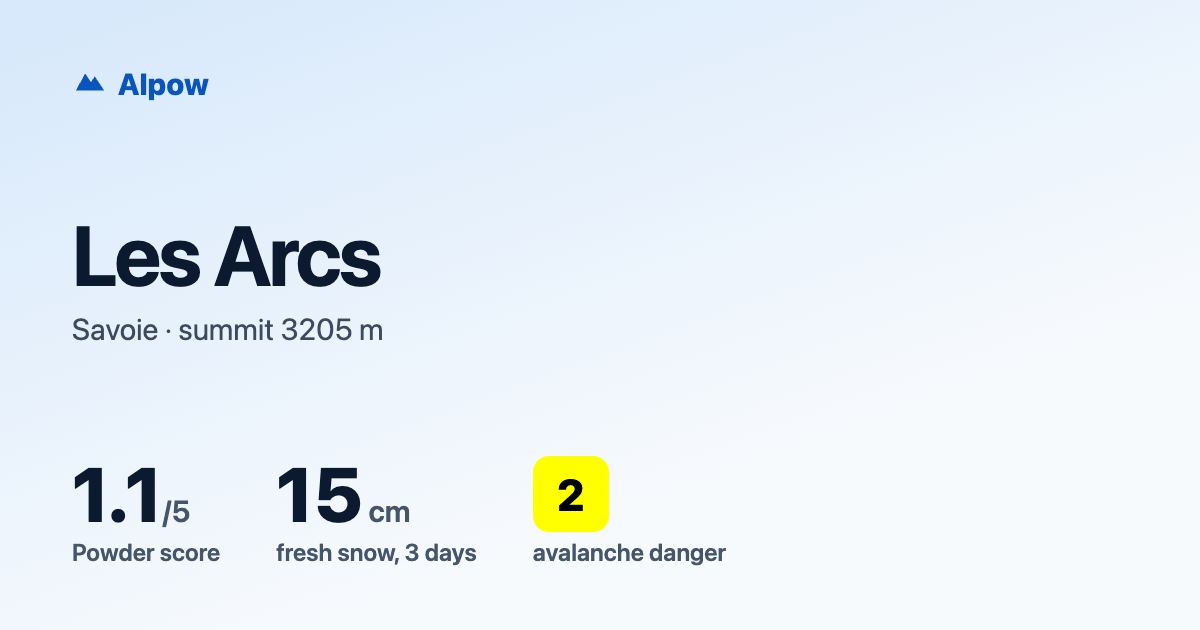 Alpow
Les Arcs
Savoie · summit 3205 m
1.1/5
Powder score
15 cm
fresh snow, 3 days
2
avalanche danger